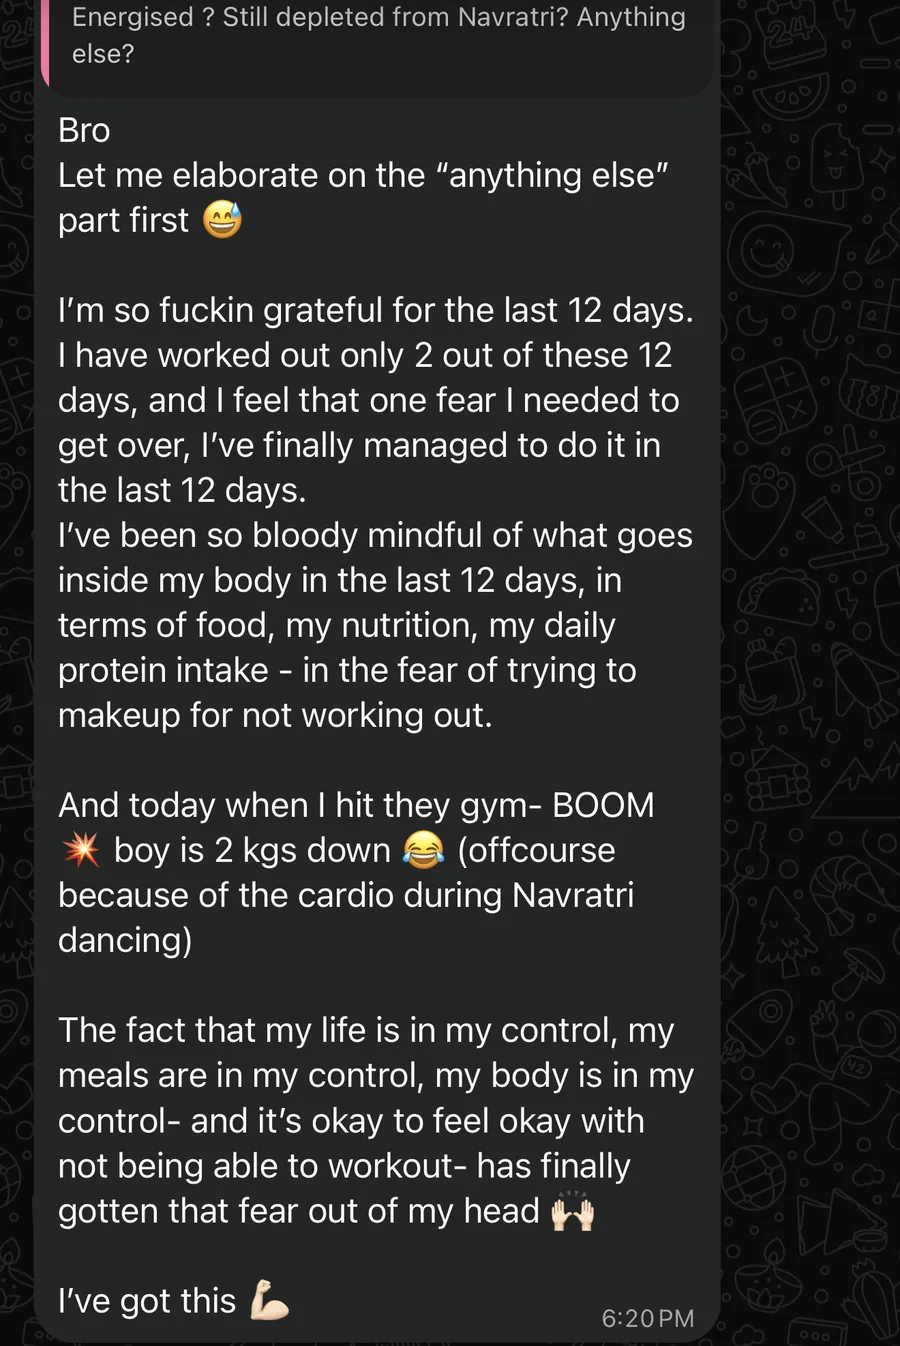 Energised ? Still depleted from Navratri? Anything
else?
Bro
Let me elaborate on the “anything else”
part first 😅
I’m so fuckin grateful for the last 12 days.
I have worked out only 2 out of these 12
days, and I feel that one fear I needed to
get over, I’ve finally managed to do it in
the last 12 days.
I’ve been so bloody mindful of what goes
inside my body in the last 12 days, in
terms of food, my nutrition, my daily
protein intake - in the fear of trying to
makeup for not working out.
And today when I hit they gym- BOOM
💥 boy is 2 kgs down 😂 (offcourse
because of the cardio during Navratri
dancing)
The fact that my life is in my control, my
meals are in my control, my body is in my
control- and it’s okay to feel okay with
not being able to workout- has finally
gotten that fear out of my head 🙌🏻
I’ve got this 💪🏻
6:20 PM